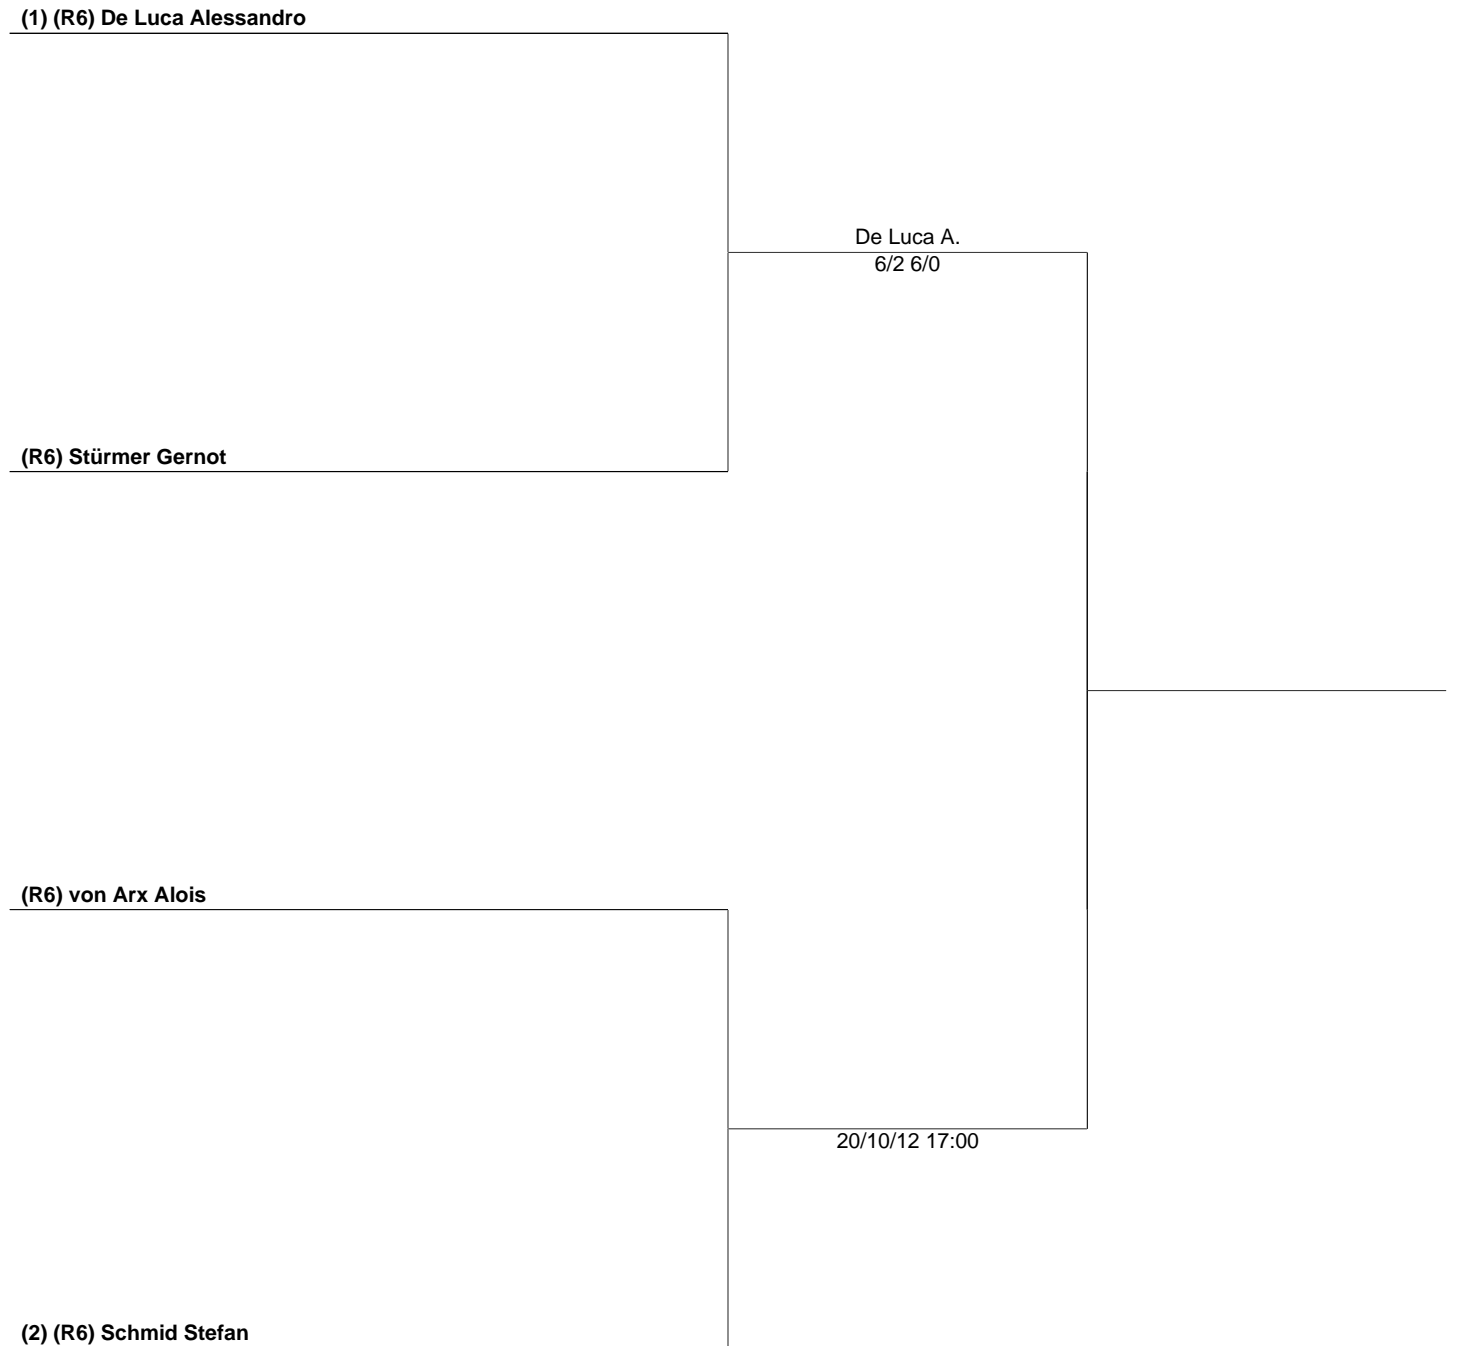 (1) (R6) De Luca Alessandro
De Luca A.
6/2 6/0
(R6) Stürmer Gernot
(R6) von Arx Alois
20/10/12 17:00
(2) (R6) Schmid Stefan